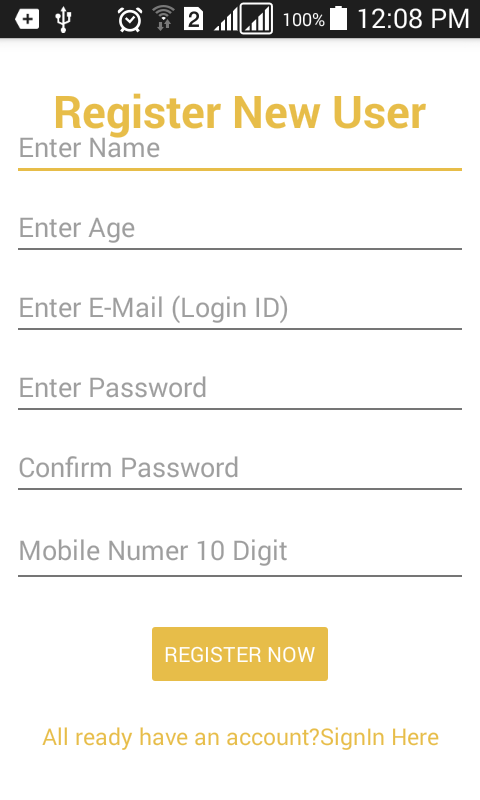 2 100% 12:08 PM
Register New User
Enter Name
Enter Age
Enter E-Mail (Login ID)
Enter Password
Confirm Password
Mobile Numer 10 Digit
REGISTER NOW
All ready have an account?SignIn Here